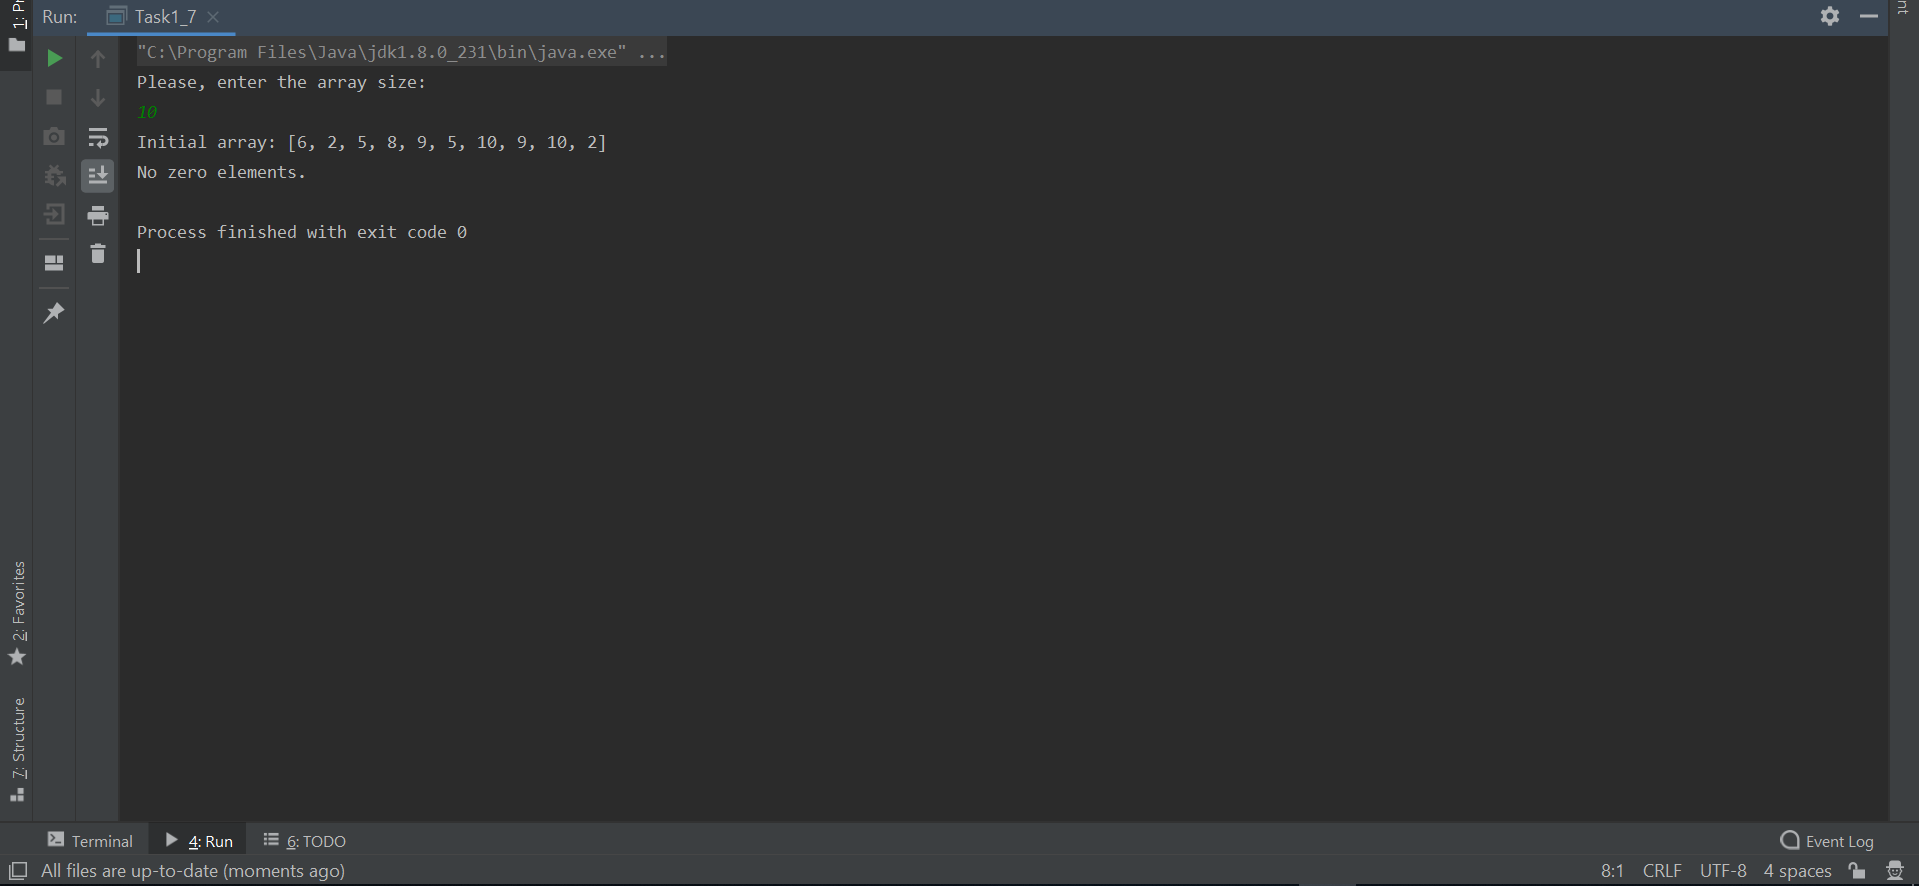 Run: Task1_7
"C:\Program Files\Java\jdk1.8.0_231\bin\java.exe" ...
Please, enter the array size:
10
Initial array: [6, 2, 5, 8, 9, 5, 10, 9, 10, 2]
No zero elements.
Process finished with exit code 0
2: Favorites
7: Structure
Terminal 4: Run 6: TODO Event Log
All files are up-to-date (moments ago) 8:1 CRLF UTF-8 4 spaces